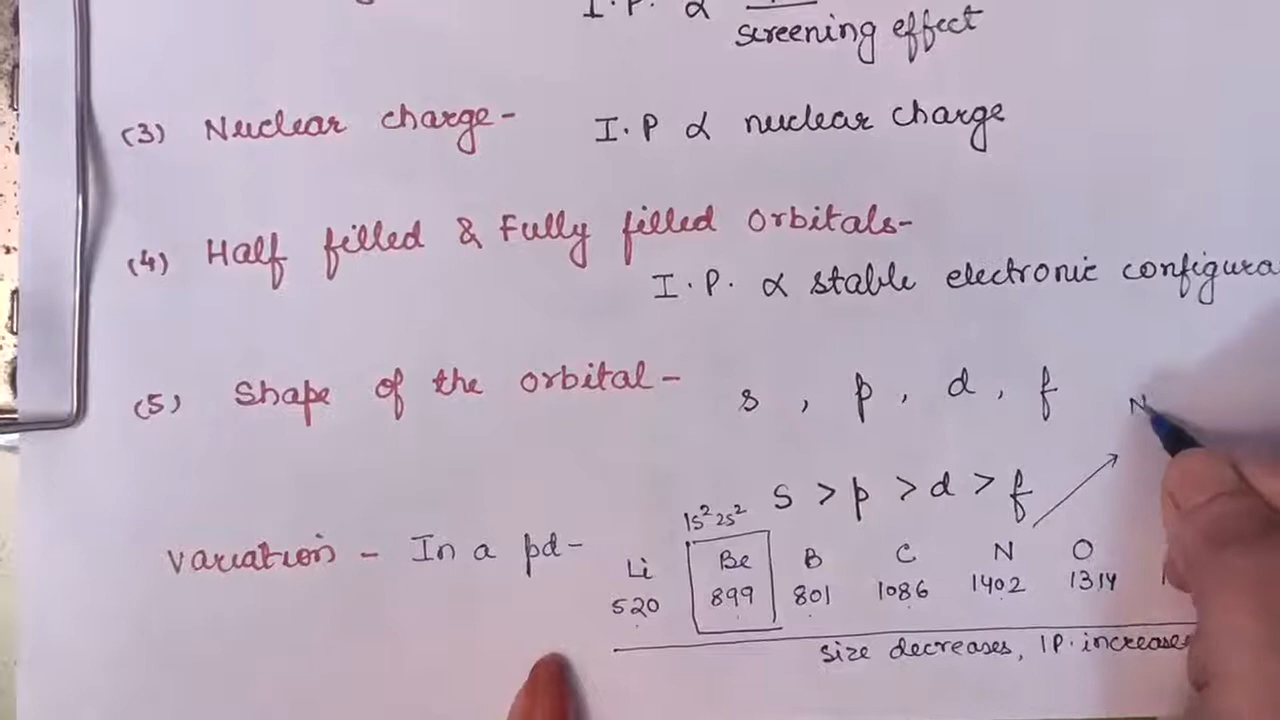 I.P. α
screening effect
(3) Nuclear charge- I.P α nuclear charge
(4) Half filled & Fully filled orbitals-
I.P. α stable electronic configura
(5) Shape of the orbital- s, p, d, f
N
s > p > d > f
1s² 2s²
Variation - In a pd-
Li Be B C N O
520 899 801 1086 1402 1314
size decreases, IP. increases